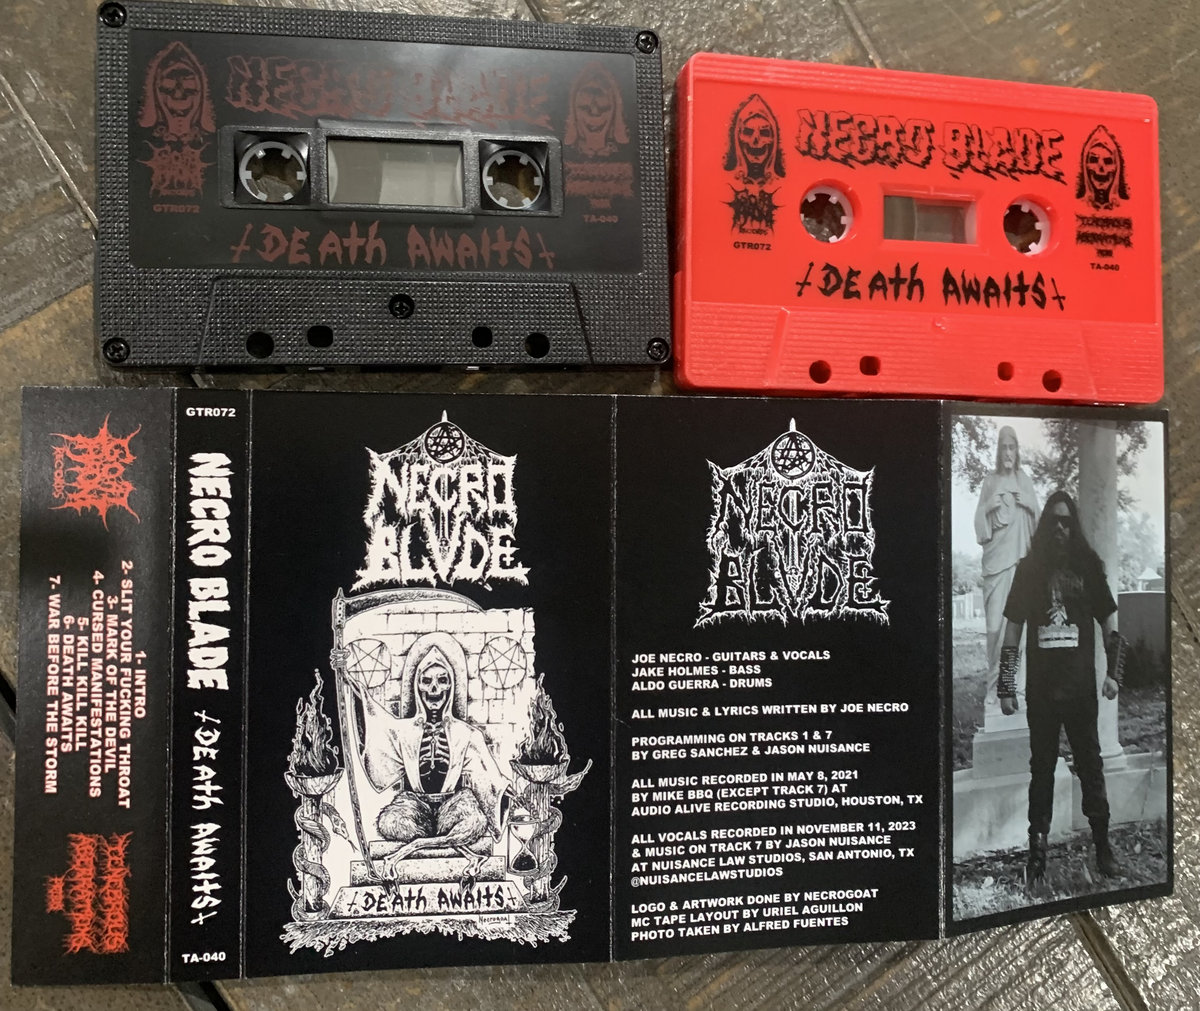 NECRO BLADE
GTR072
TA-040
DEATH AWAITS
NECRO BLADE
RECORDS
GTR072
TA-040
DEATH AWAITS
GORE
RECORDS
1- INTRO
2- SLIT YOUR FUCKING THROAT
3- MARK OF THE DEVIL
4- CURSED MANIFESTATIONS
5- KILL KILL KILL
6- DEATH AWAITS
7- WAR BEFORE THE STORM
GTR072
NECRO BLADE DEATH AWAITS
TA-040
NECRO
BLADE
DEATH AWAITS
Necrogoat
NECRO
BLADE
JOE NECRO - GUITARS & VOCALS
JAKE HOLMES - BASS
ALDO GUERRA - DRUMS
ALL MUSIC & LYRICS WRITTEN BY JOE NECRO
PROGRAMMING ON TRACKS 1 & 7
BY GREG SANCHEZ & JASON NUISANCE
ALL MUSIC RECORDED IN MAY 8, 2021
BY MIKE BBQ (EXCEPT TRACK 7) AT
AUDIO ALIVE RECORDING STUDIO, HOUSTON, TX
ALL VOCALS RECORDED IN NOVEMBER 11, 2023
& MUSIC ON TRACK 7 BY JASON NUISANCE
AT NUISANCE LAW STUDIOS, SAN ANTONIO, TX
@NUISANCELAWSTUDIOS
LOGO & ARTWORK DONE BY NECROGOAT
MC TAPE LAYOUT BY URIEL AGUILLON
PHOTO TAKEN BY ALFRED FUENTES